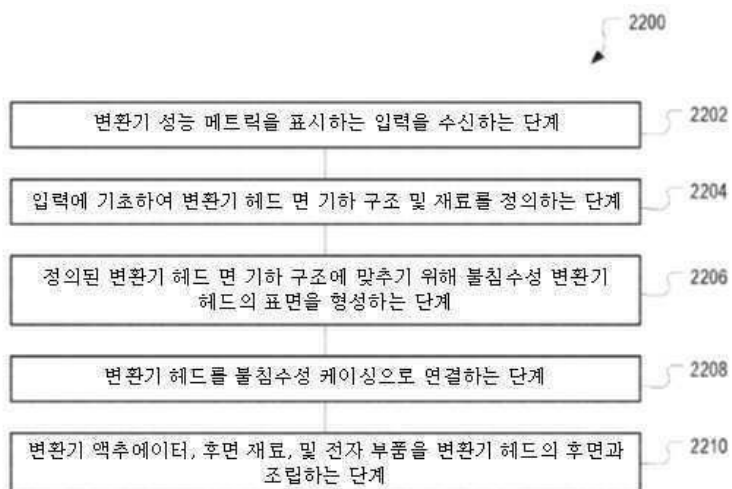 2200
변환기 성능 메트릭을 표시하는 입력을 수신하는 단계
2202
입력에 기초하여 변환기 헤드 면 기하 구조 및 재료를 정의하는 단계
2204
정의된 변환기 헤드 면 기하 구조에 맞추기 위해 불침수성 변환기
헤드의 표면을 형성하는 단계
2206
변환기 헤드를 불침수성 케이싱으로 연결하는 단계
2208
변환기 액추에이터, 후면 재료, 및 전자 부품을 변환기 헤드의 후면과
조립하는 단계
2210